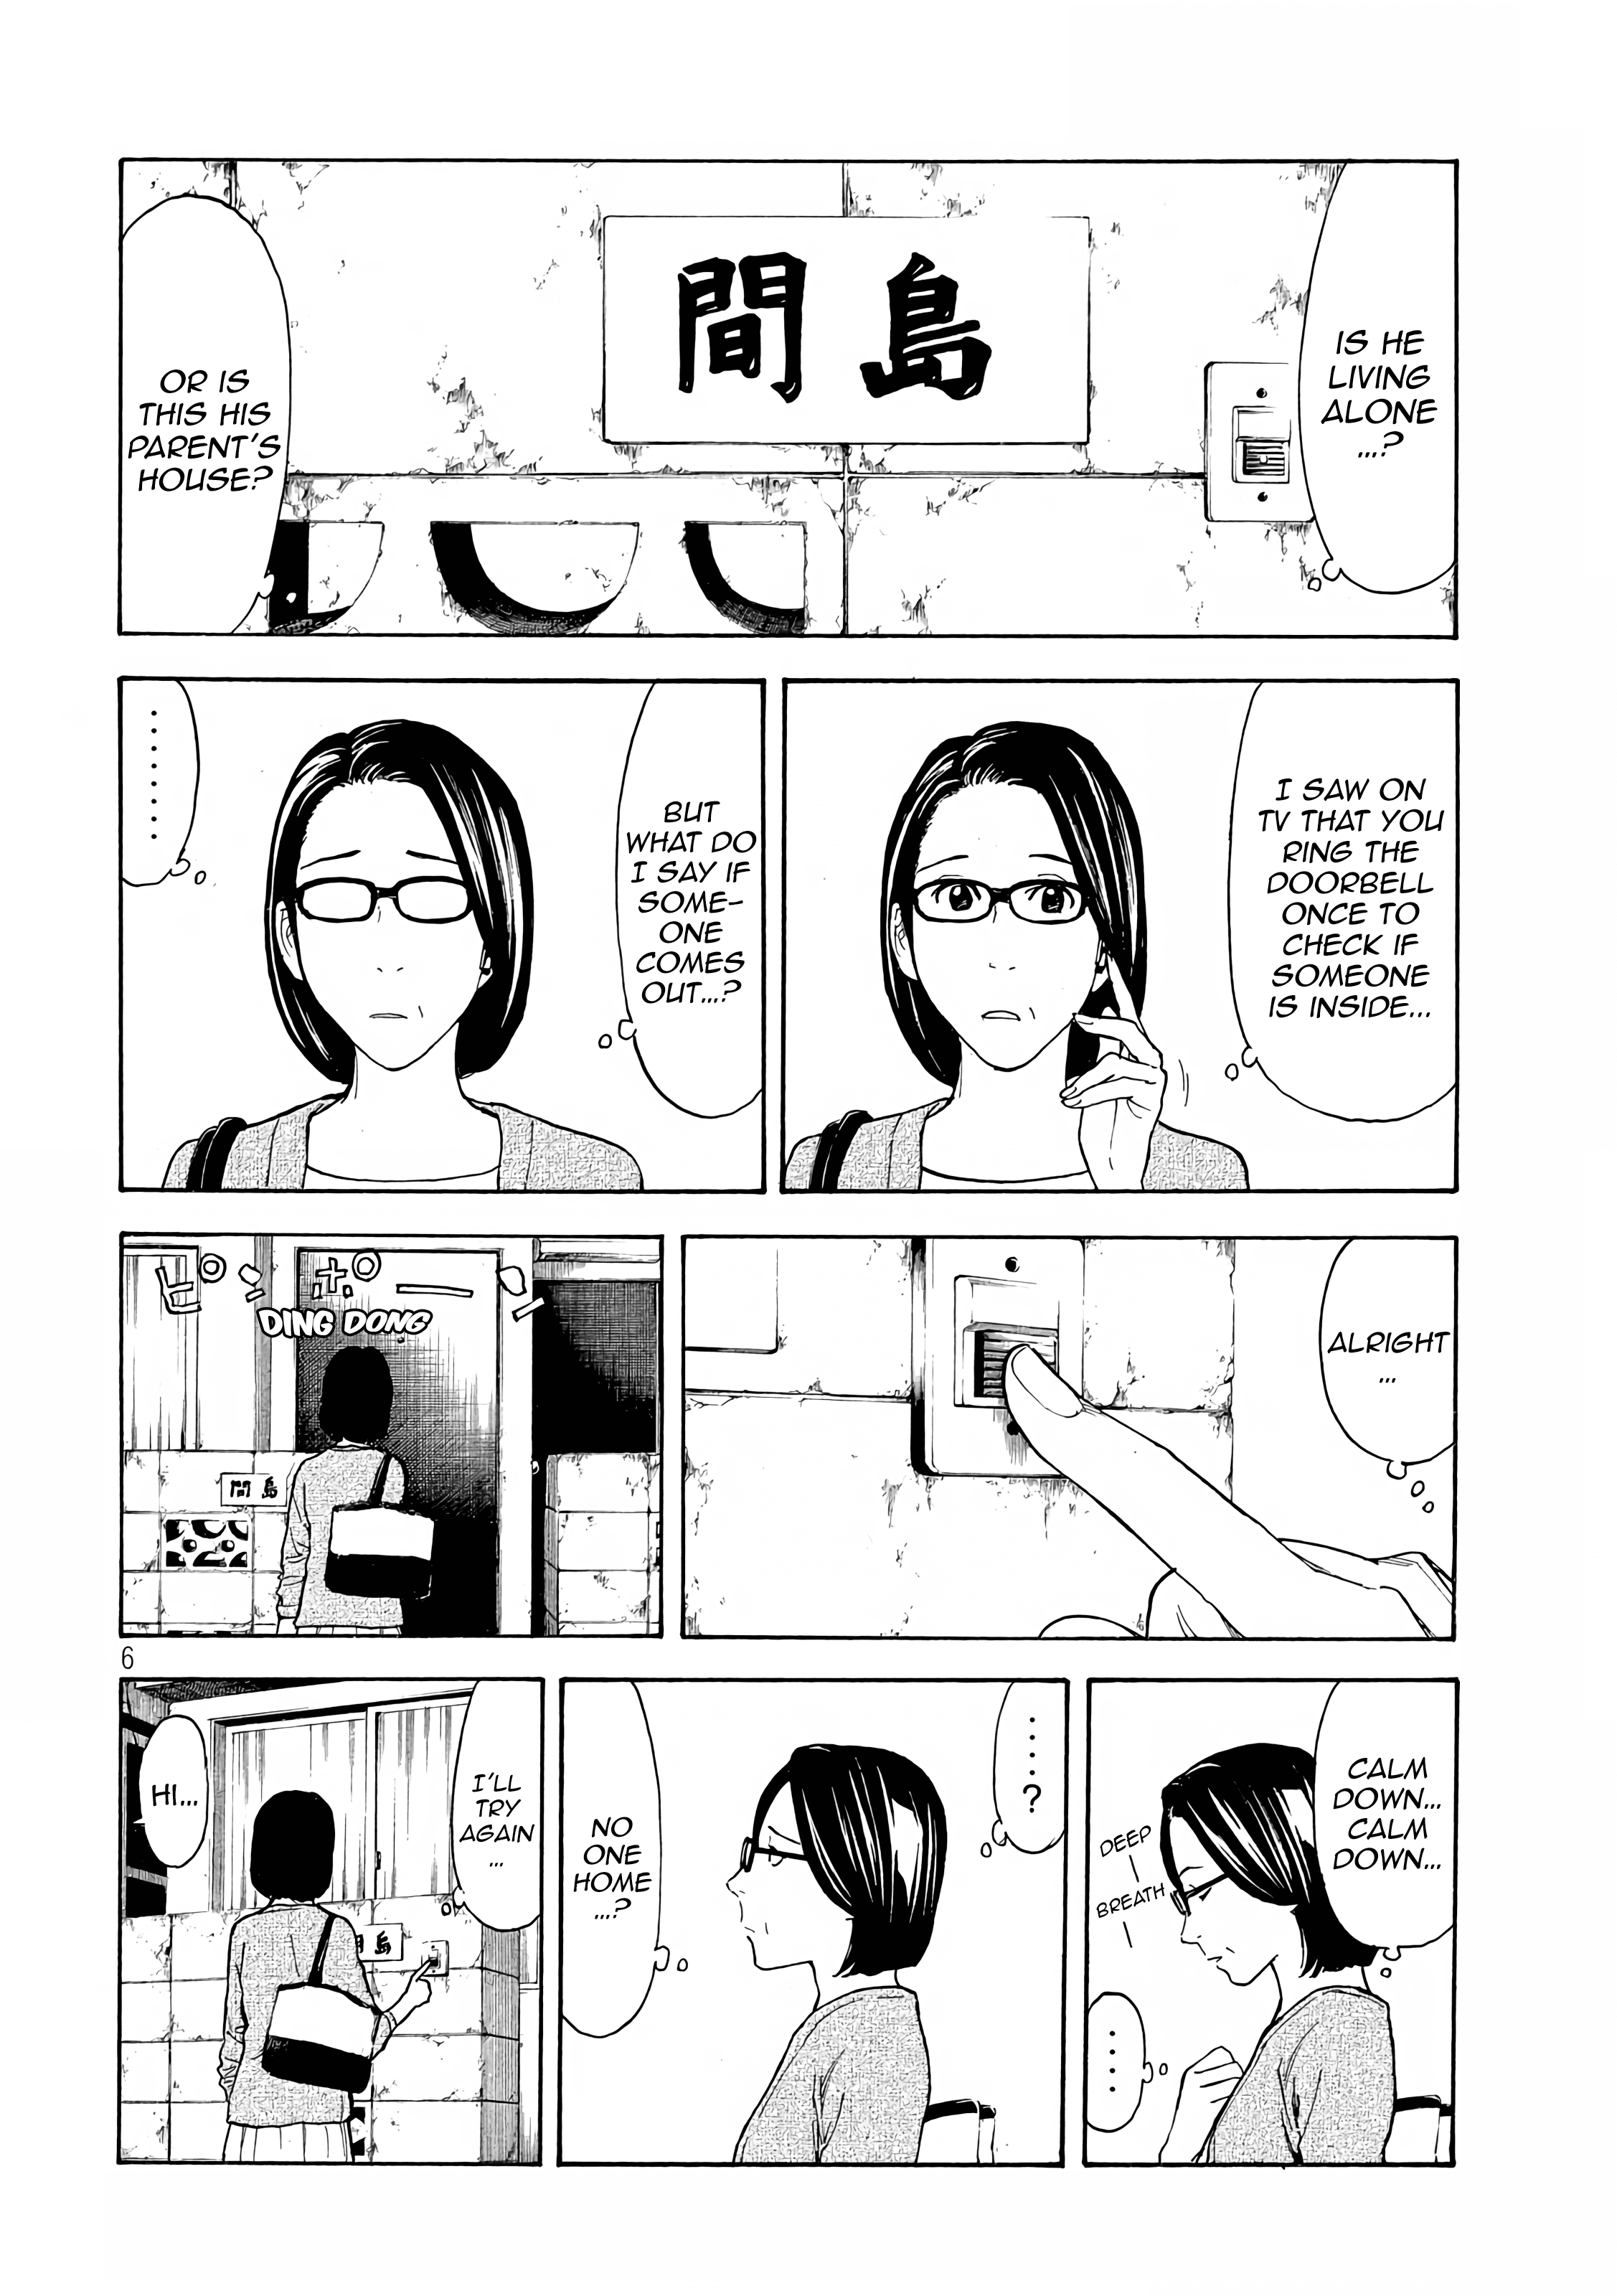 間島
IS HE
LIVING
ALONE
...?
OR IS
THIS HIS
PARENT'S
HOUSE?
I SAW ON
TV THAT YOU
RING THE
DOORBELL
ONCE TO
CHECK IF
SOMEONE
IS INSIDE...
BUT
WHAT DO
I SAY IF
SOME-
ONE
COMES
OUT...?
........
ALRIGHT
...
ピンポーン
DING DONG
間島
6
CALM
DOWN...
CALM
DOWN...
DEEP
BREATH
....
.....?
NO
ONE
HOME
...?
I'LL
TRY
AGAIN
...
HI...
島